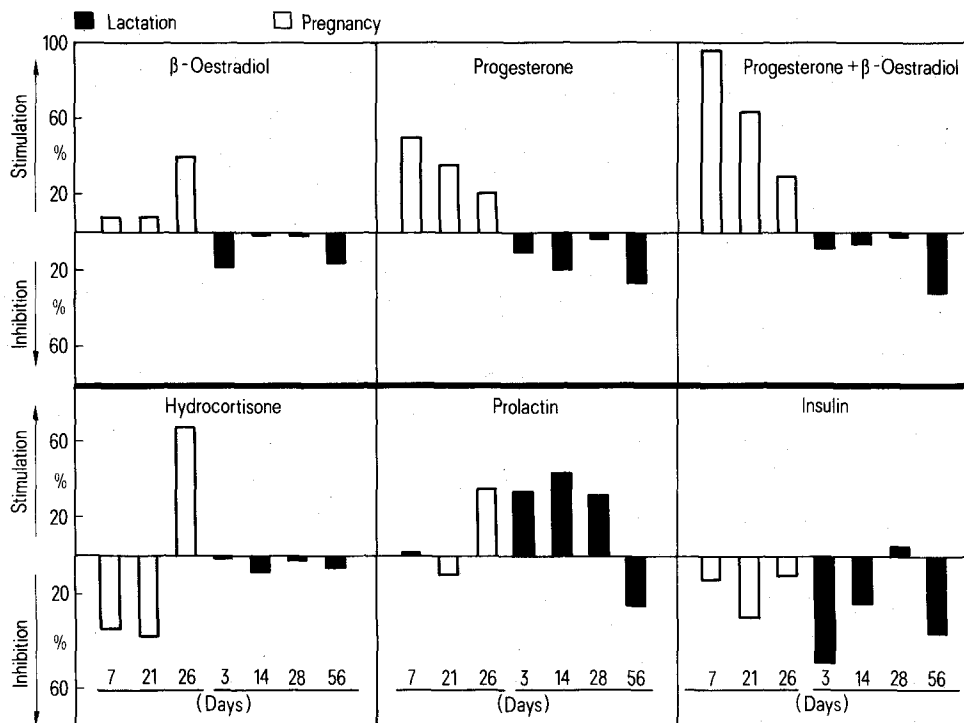 Lactation Pregnancy
100
β-Oestradiol Progesterone Progesterone + β-Oestradiol
Stimulation
60
%
20
Inhibition
20
%
60
Hydrocortisone Prolactin Insulin
Stimulation
60
%
20
Inhibition
20
%
60
7 21 26 3 14 28 56 7 21 26 3 14 28 56 7 21 26 3 14 28 56
(Days) (Days) (Days)